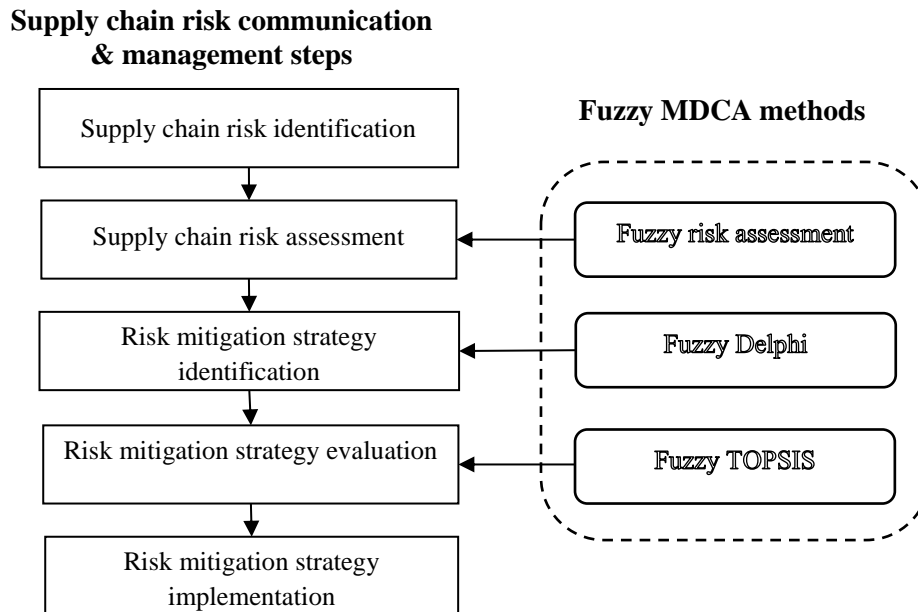 Supply chain risk communication
& management steps
Supply chain risk identification
Supply chain risk assessment
Risk mitigation strategy
identification
Risk mitigation strategy evaluation
Risk mitigation strategy
implementation
Fuzzy MDCA methods
Fuzzy risk assessment
Fuzzy Delphi
Fuzzy TOPSIS